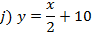 j) y = x/2 + 10